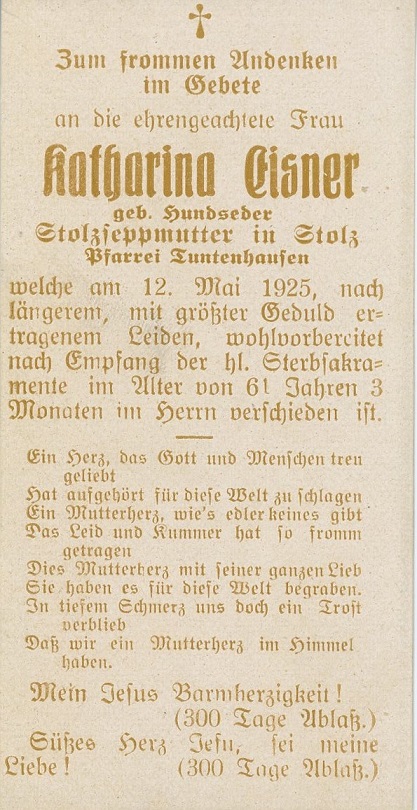 Zum frommen Andenken
im Gebete
an die ehrengeachtete Frau
Katharina Eisner
geb. Hundseder
Stolzseppmutter in Stolz
Pfarrei Tuntenhausen
welche am 12. Mai 1925, nach
längerem, mit größter Geduld er-
tragenem Leiden, wohlvorbereitet
nach Empfang der hl. Sterbsakra-
mente im Alter von 61 Jahren 3
Monaten im Herrn verschieden ist.
Ein Herz, das Gott und Menschen treu
geliebt
Hat aufgehört für diese Welt zu schlagen
Ein Mutterherz, wie's edler keines gibt
Das Leid und Kummer hat so fromm
getragen
Dies Mutterherz mit seiner ganzen Lieb
Sie haben es für diese Welt begraben.
In tiefem Schmerz uns doch ein Trost
verblieb
Daß wir ein Mutterherz im Himmel
haben.
Mein Jesus Barmherzigkeit!
(300 Tage Ablaß.)
Süßes Herz Jesu, sei meine
Liebe! (300 Tage Ablaß.)